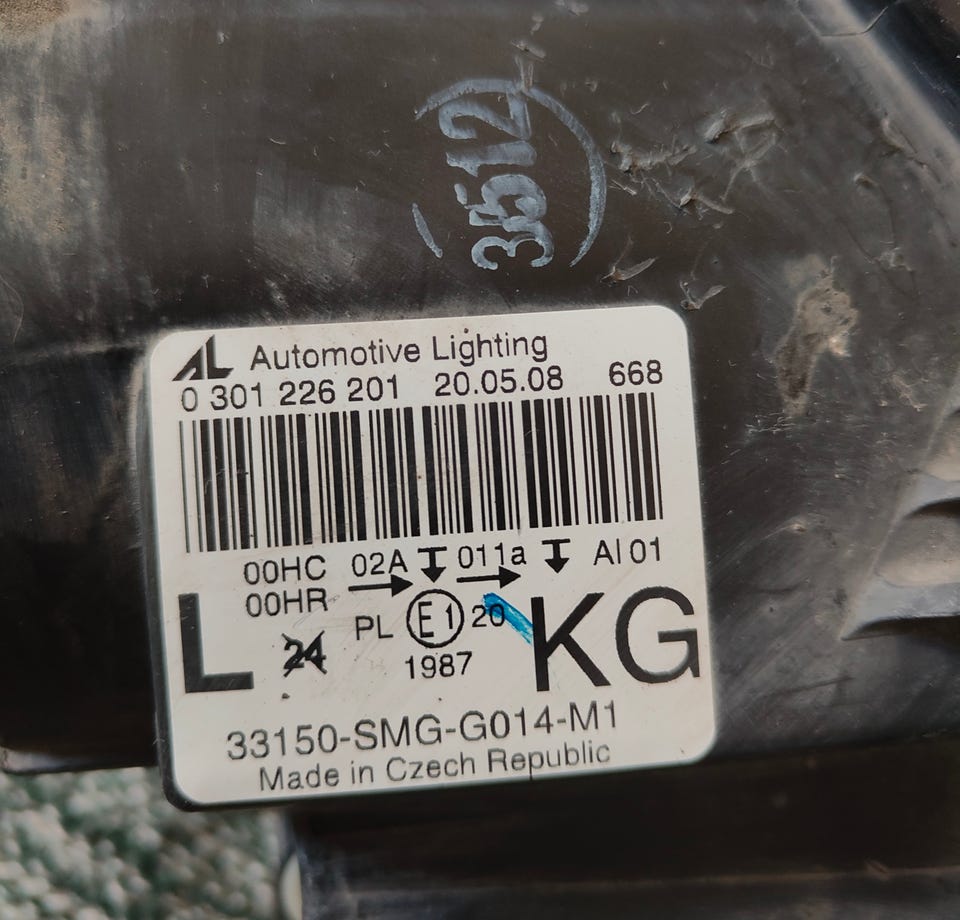 3512
AL Automotive Lighting
0 301 226 201 20.05.08 668
00HC 02A 011a AI 01
00HR
L 24 PL E1 20 KG
1987
33150-SMG-G014-M1
Made in Czech Republic